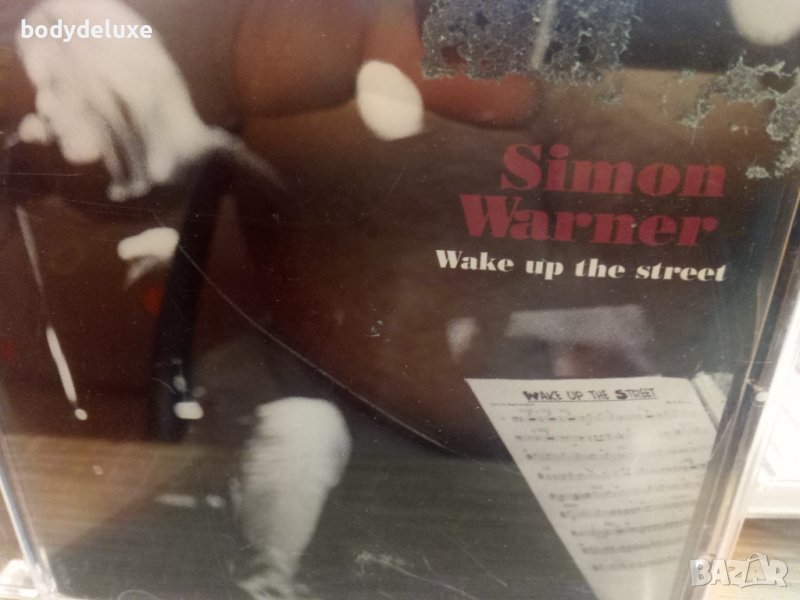 bodydeluxe
Simon
Warner
Wake up the street
WAKE UP THE STREET
BAZAR